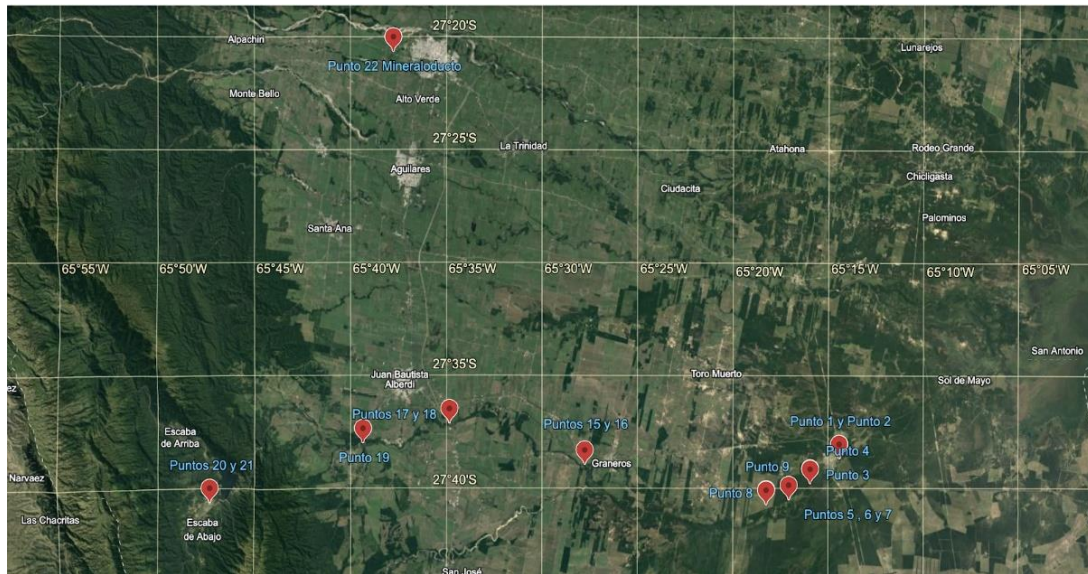 27°20'S
Alpachin
Lunarejos
Punto 22 Mineraloducto
Monte Bello
Alto Verde
27°25'S
La Trinidad
Atahona
Rodeo Grande
Aguilares
Chicligasta
Ciudacita
Palominos
Santa Ana
65°55'W
65°50'W
65°45'W
65°40'W
65°35'W
65°30'W
65°25'W
65°20'W
65°15'W
65°10'W
65°05'W
San Antonio
27°35'S
Juan Bautista
Alberdi
Toro Muerto
Sol de Mayo
Puntos 17 y 18
Puntos 15 y 16
Punto 1 y Punto 2
Escaba
de Arriba
Punto 19
Punto 4
Graneros
Puntos 20 y 21
Punto 9
Punto 3
27°40'S
Narvaez
Punto 8
Puntos 5 , 6 y 7
Las Chacritas
Escaba
de Abajo
San José